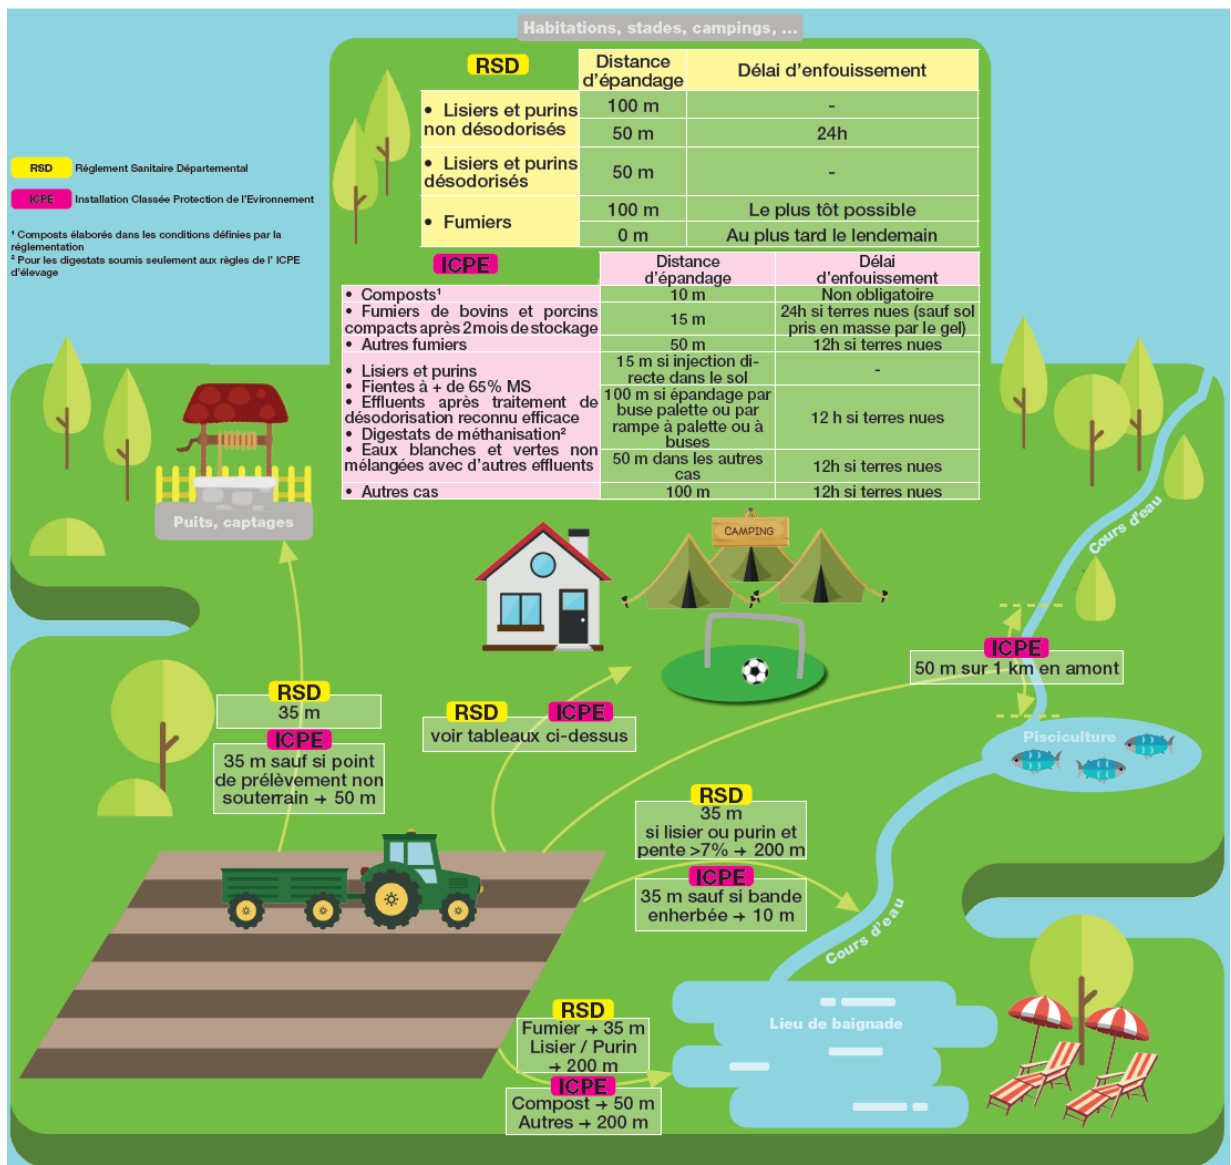 Habitations, stades, campings, ...
RSD
Distance
d'épandage
Délai d'enfouissement
• Lisiers et purins
non désodorisés
100 m
-
50 m
24h
• Lisiers et purins
désodorisés
50 m
-
• Fumiers
100 m
Le plus tôt possible
0 m
Au plus tard le lendemain
RSD Réglement Sanitaire Départemental
ICPE Installation Classée Protection de l'Evironnement
¹ Composts élaborés dans les conditions définies par la
réglementation
² Pour les digestats soumis seulement aux règles de l' ICPE
d'élevage
ICPE
Distance
d'épandage
Délai
d'enfouissement
• Composts¹
10 m
Non obligatoire
• Fumiers de bovins et porcins
compacts après 2 mois de stockage
15 m
24h si terres nues (sauf sol
pris en masse par le gel)
• Autres fumiers
50 m
12h si terres nues
• Lisiers et purins
• Fientes à + de 65% MS
• Effluents après traitement de
désodorisation reconnu efficace
• Digestats de méthanisation²
• Eaux blanches et vertes non
mélangées avec d'autres effluents
15 m si injection di-
recte dans le sol
-
100 m si épandage par
buse palette ou par
rampe à palette ou à
buses
12 h si terres nues
50 m dans les autres
cas
12h si terres nues
• Autres cas
100 m
12h si terres nues
Puits, captages
CAMPING
Cours d'eau
ICPE
50 m sur 1 km en amont
RSD
35 m
ICPE
35 m sauf si point
de prélèvement non
souterrain → 50 m
RSD ICPE
voir tableaux ci-dessus
Pisciculture
RSD
35 m
si lisier ou purin et
pente >7% → 200 m
ICPE
35 m sauf si bande
enherbée → 10 m
Cours d'eau
RSD
Fumier → 35 m
Lisier / Purin
→ 200 m
ICPE
Compost → 50 m
Autres → 200 m
Lieu de baignade